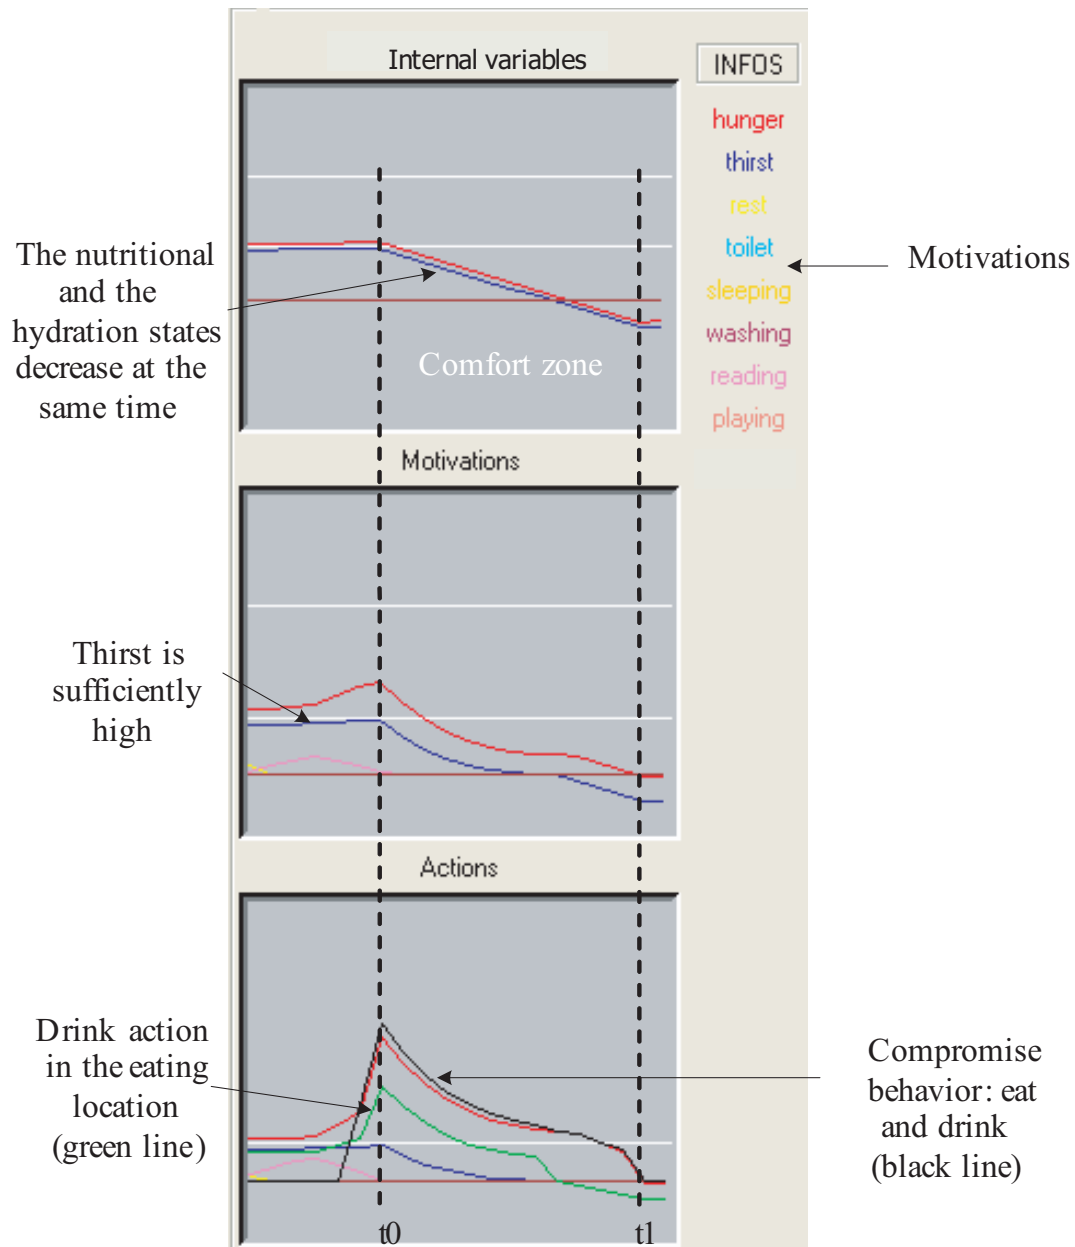 Internal variables
INFOS
hunger
thirst
rest
toilet
sleeping
washing
reading
playing
Motivations
The nutritional
and the
hydration states
decrease at the
same time
Comfort zone
Motivations
Thirst is
sufficiently
high
Actions
Drink action
in the eating
location
(green line)
Compromise
behavior: eat
and drink
(black line)
t0
t1